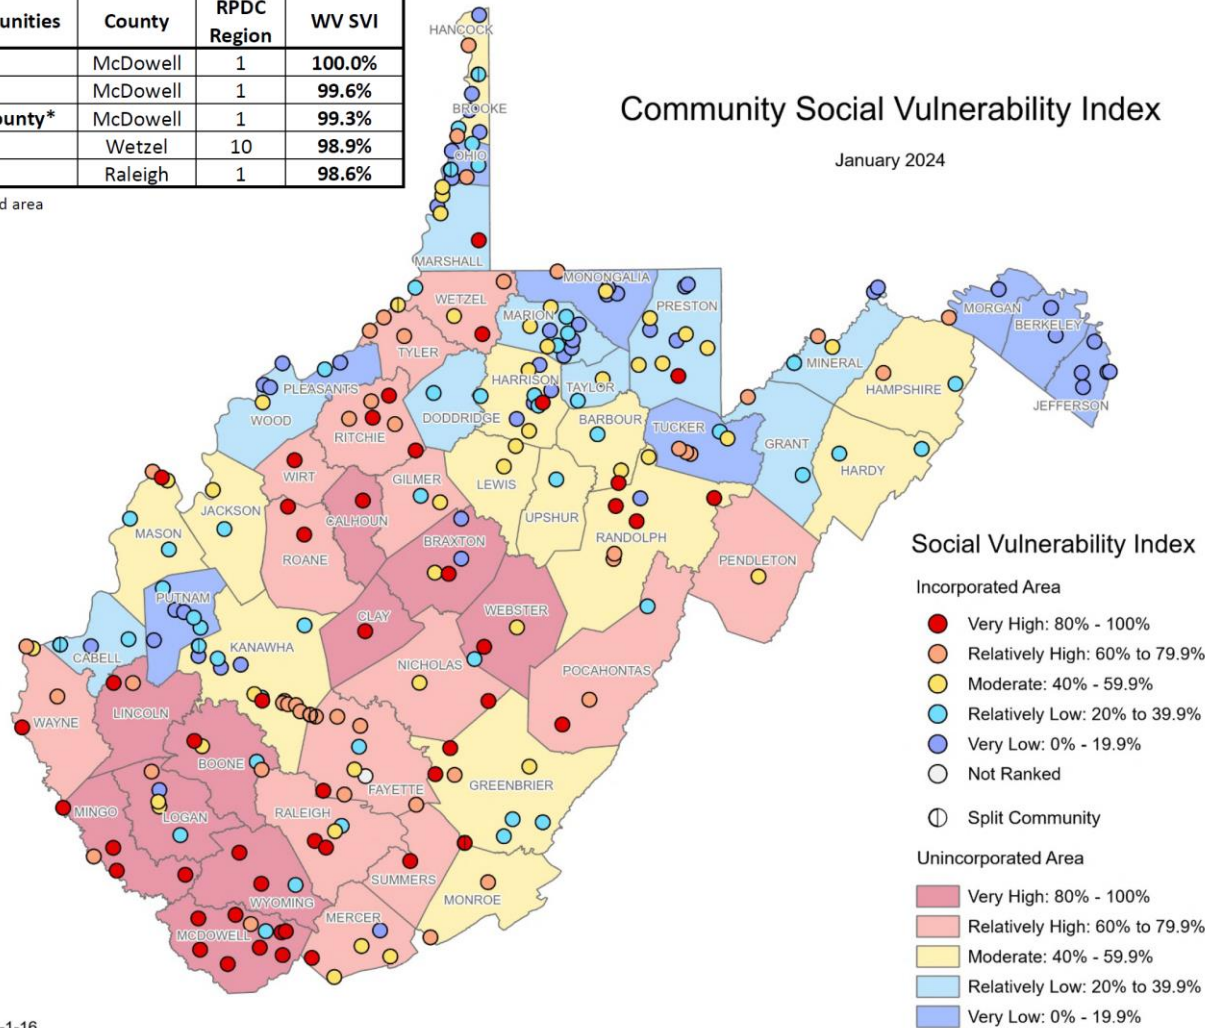 unities County RPDC Region WV SVI
McDowell 1 100.0%
McDowell 1 99.6%
ounty* McDowell 1 99.3%
Wetzel 10 98.9%
Raleigh 1 98.6%
d area
Community Social Vulnerability Index
January 2024
HANCOCK
BROOKE
OHIO
MARSHALL
WETZEL
MONONGALIA
PRESTON
MARION
MORGAN
BERKELEY
JEFFERSON
TYLER
PLEASANTS
WOOD
DODDRIDGE
HARRISON
TAYLOR
MINERAL
HAMPSHIRE
RITCHIE
BARBOUR
TUCKER
GRANT
HARDY
WIRT
GILMER
LEWIS
UPSHUR
RANDOLPH
JACKSON
MASON
CALHOUN
ROANE
BRAXTON
PENDLETON
PUTNAM
CLAY
WEBSTER
CABELL
KANAWHA
NICHOLAS
POCAHONTAS
WAYNE
LINCOLN
BOONE
FAYETTE
GREENBRIER
MINGO
LOGAN
RALEIGH
SUMMERS
MONROE
WYOMING
MERCER
MCDOWELL
Social Vulnerability Index
Incorporated Area
Very High: 80% - 100%
Relatively High: 60% to 79.9%
Moderate: 40% - 59.9%
Relatively Low: 20% to 39.9%
Very Low: 0% - 19.9%
Not Ranked
Split Community
Unincorporated Area
Very High: 80% - 100%
Relatively High: 60% to 79.9%
Moderate: 40% - 59.9%
Relatively Low: 20% to 39.9%
Very Low: 0% - 19.9%
-1-16